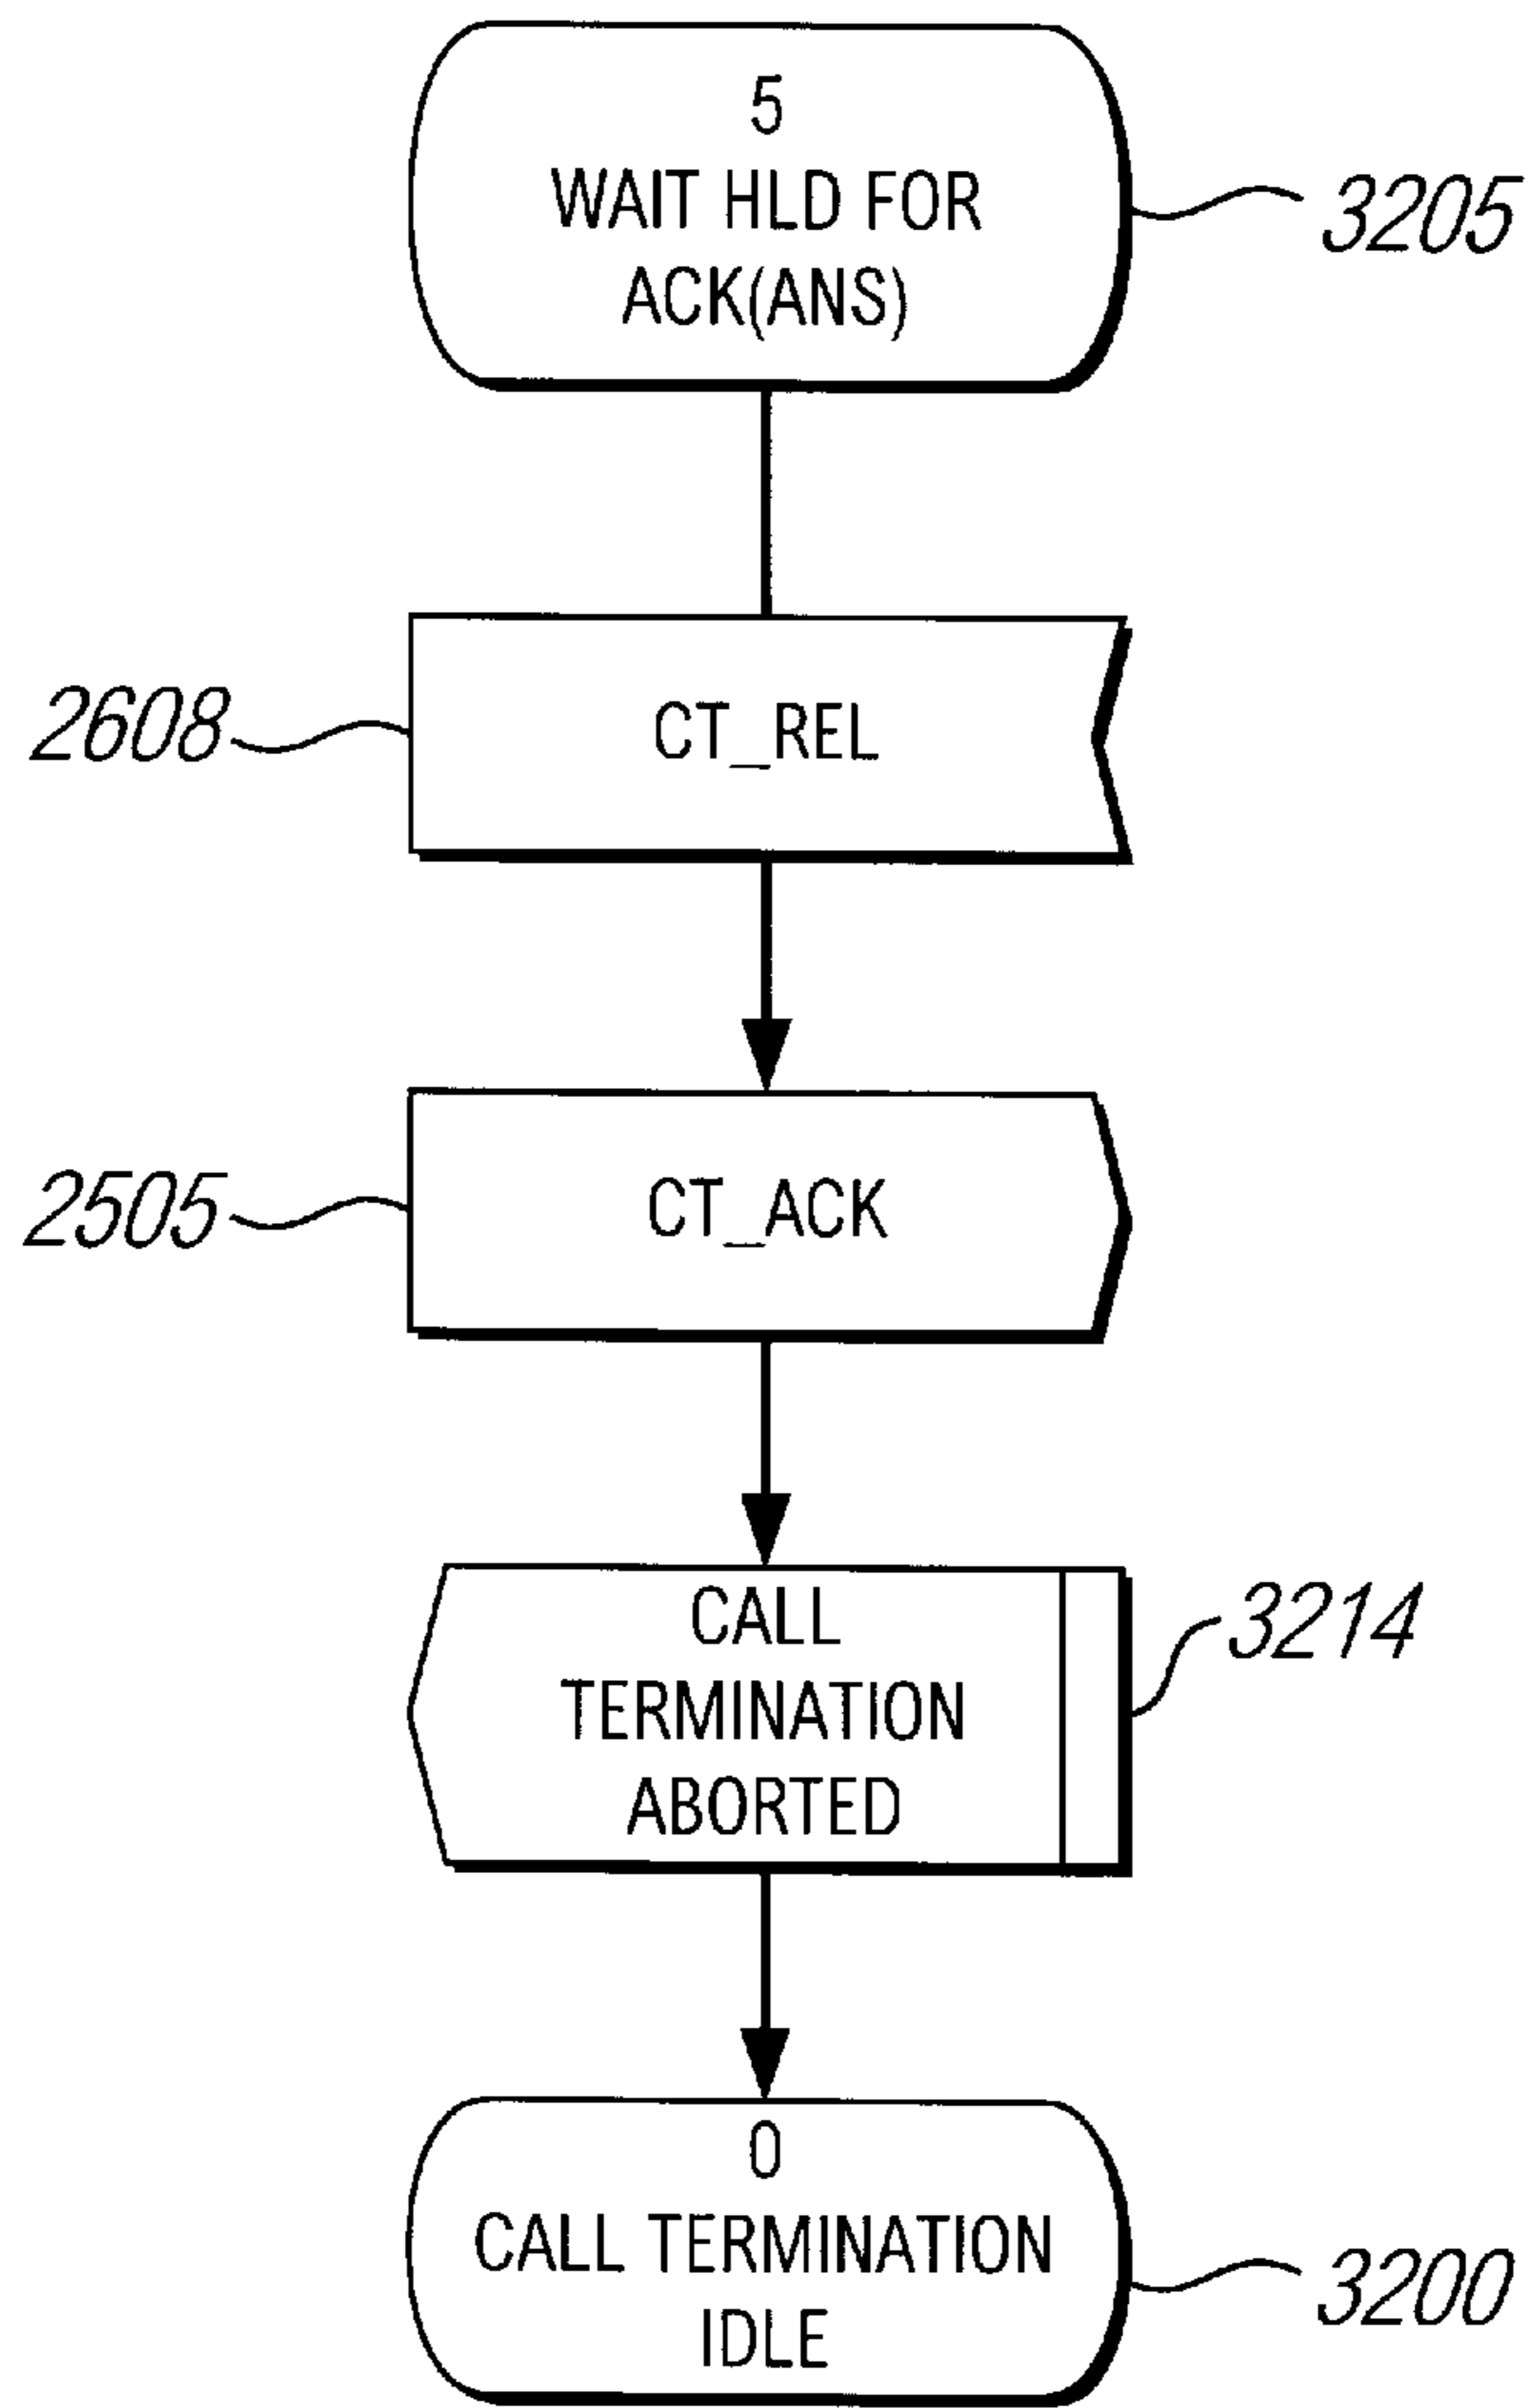 5
WAIT HLD FOR
ACK(ANS)
3205
2608
CT_REL
2505
CT_ACK
CALL
TERMINATION
ABORTED
3214
0
CALL TERMINATION
IDLE
3200